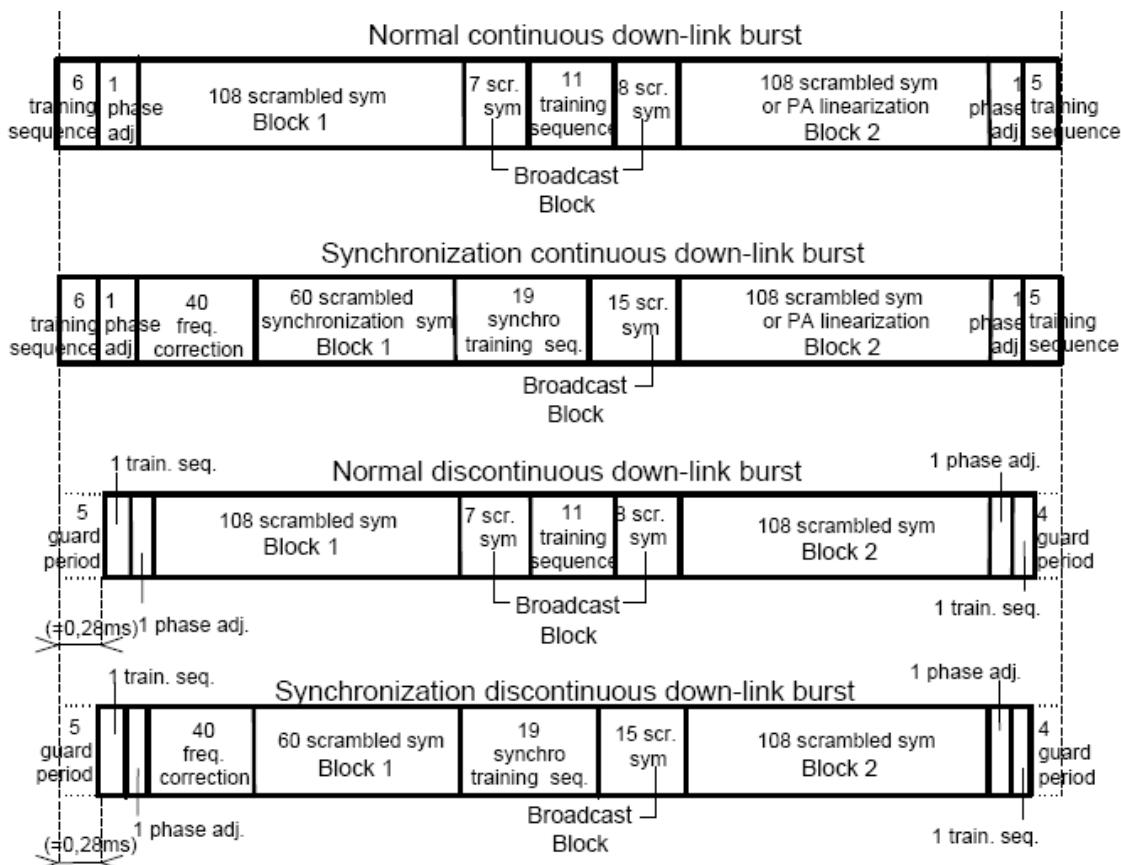 Normal continuous down-link burst
6
training
sequence
1
phase
adj.
108 scrambled sym
Block 1
7 scr.
sym
11
training
sequence
8 scr.
sym
108 scrambled sym
or PA linearization
Block 2
1
phase
adj
5
training
sequence
Broadcast
Block
Synchronization continuous down-link burst
6
training
sequence
1
phase
adj.
40
freq.
correction
60 scrambled
synchronization sym
Block 1
19
synchro
training seq.
15 scr.
sym
108 scrambled sym
or PA linearization
Block 2
1
phase
adj
5
training
sequence
Broadcast
Block
Normal discontinuous down-link burst
1 train. seq.
1 phase adj.
5
guard
period
108 scrambled sym
Block 1
7 scr.
sym
11
training
sequence
8 scr.
sym
108 scrambled sym
Block 2
4
guard
period
(=0,28ms)
1 phase adj.
Broadcast
Block
1 train. seq.
Synchronization discontinuous down-link burst
1 train. seq.
1 phase adj.
5
guard
period
40
freq.
correction
60 scrambled sym
Block 1
19
synchro
training seq.
15 scr.
sym
108 scrambled sym
Block 2
4
guard
period
(=0,28ms)
1 phase adj.
Broadcast
Block
1 train. seq.